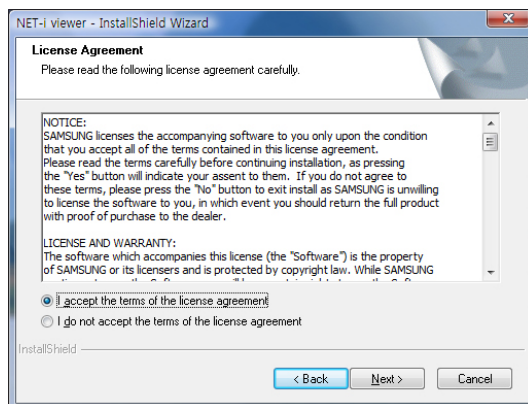 NET-i viewer - InstallShield Wizard
License Agreement
Please read the following license agreement carefully.
NOTICE:
SAMSUNG licenses the accompanying software to you only upon the condition
that you accept all of the terms contained in this license agreement.
Please read the terms carefully before continuing installation, as pressing
the "Yes" button will indicate your assent to them. If you do not agree to
these terms, please press the "No" button to exit install as SAMSUNG is unwilling
to license the software to you, in which event you should return the full product
with proof of purchase to the dealer.
LICENSE AND WARRANTY:
The software which accompanies this license (the "Software") is the property
of SAMSUNG or its licensors and is protected by copyright law. While SAMSUNG
I accept the terms of the license agreement
I do not accept the terms of the license agreement
InstallShield
< Back
Next >
Cancel